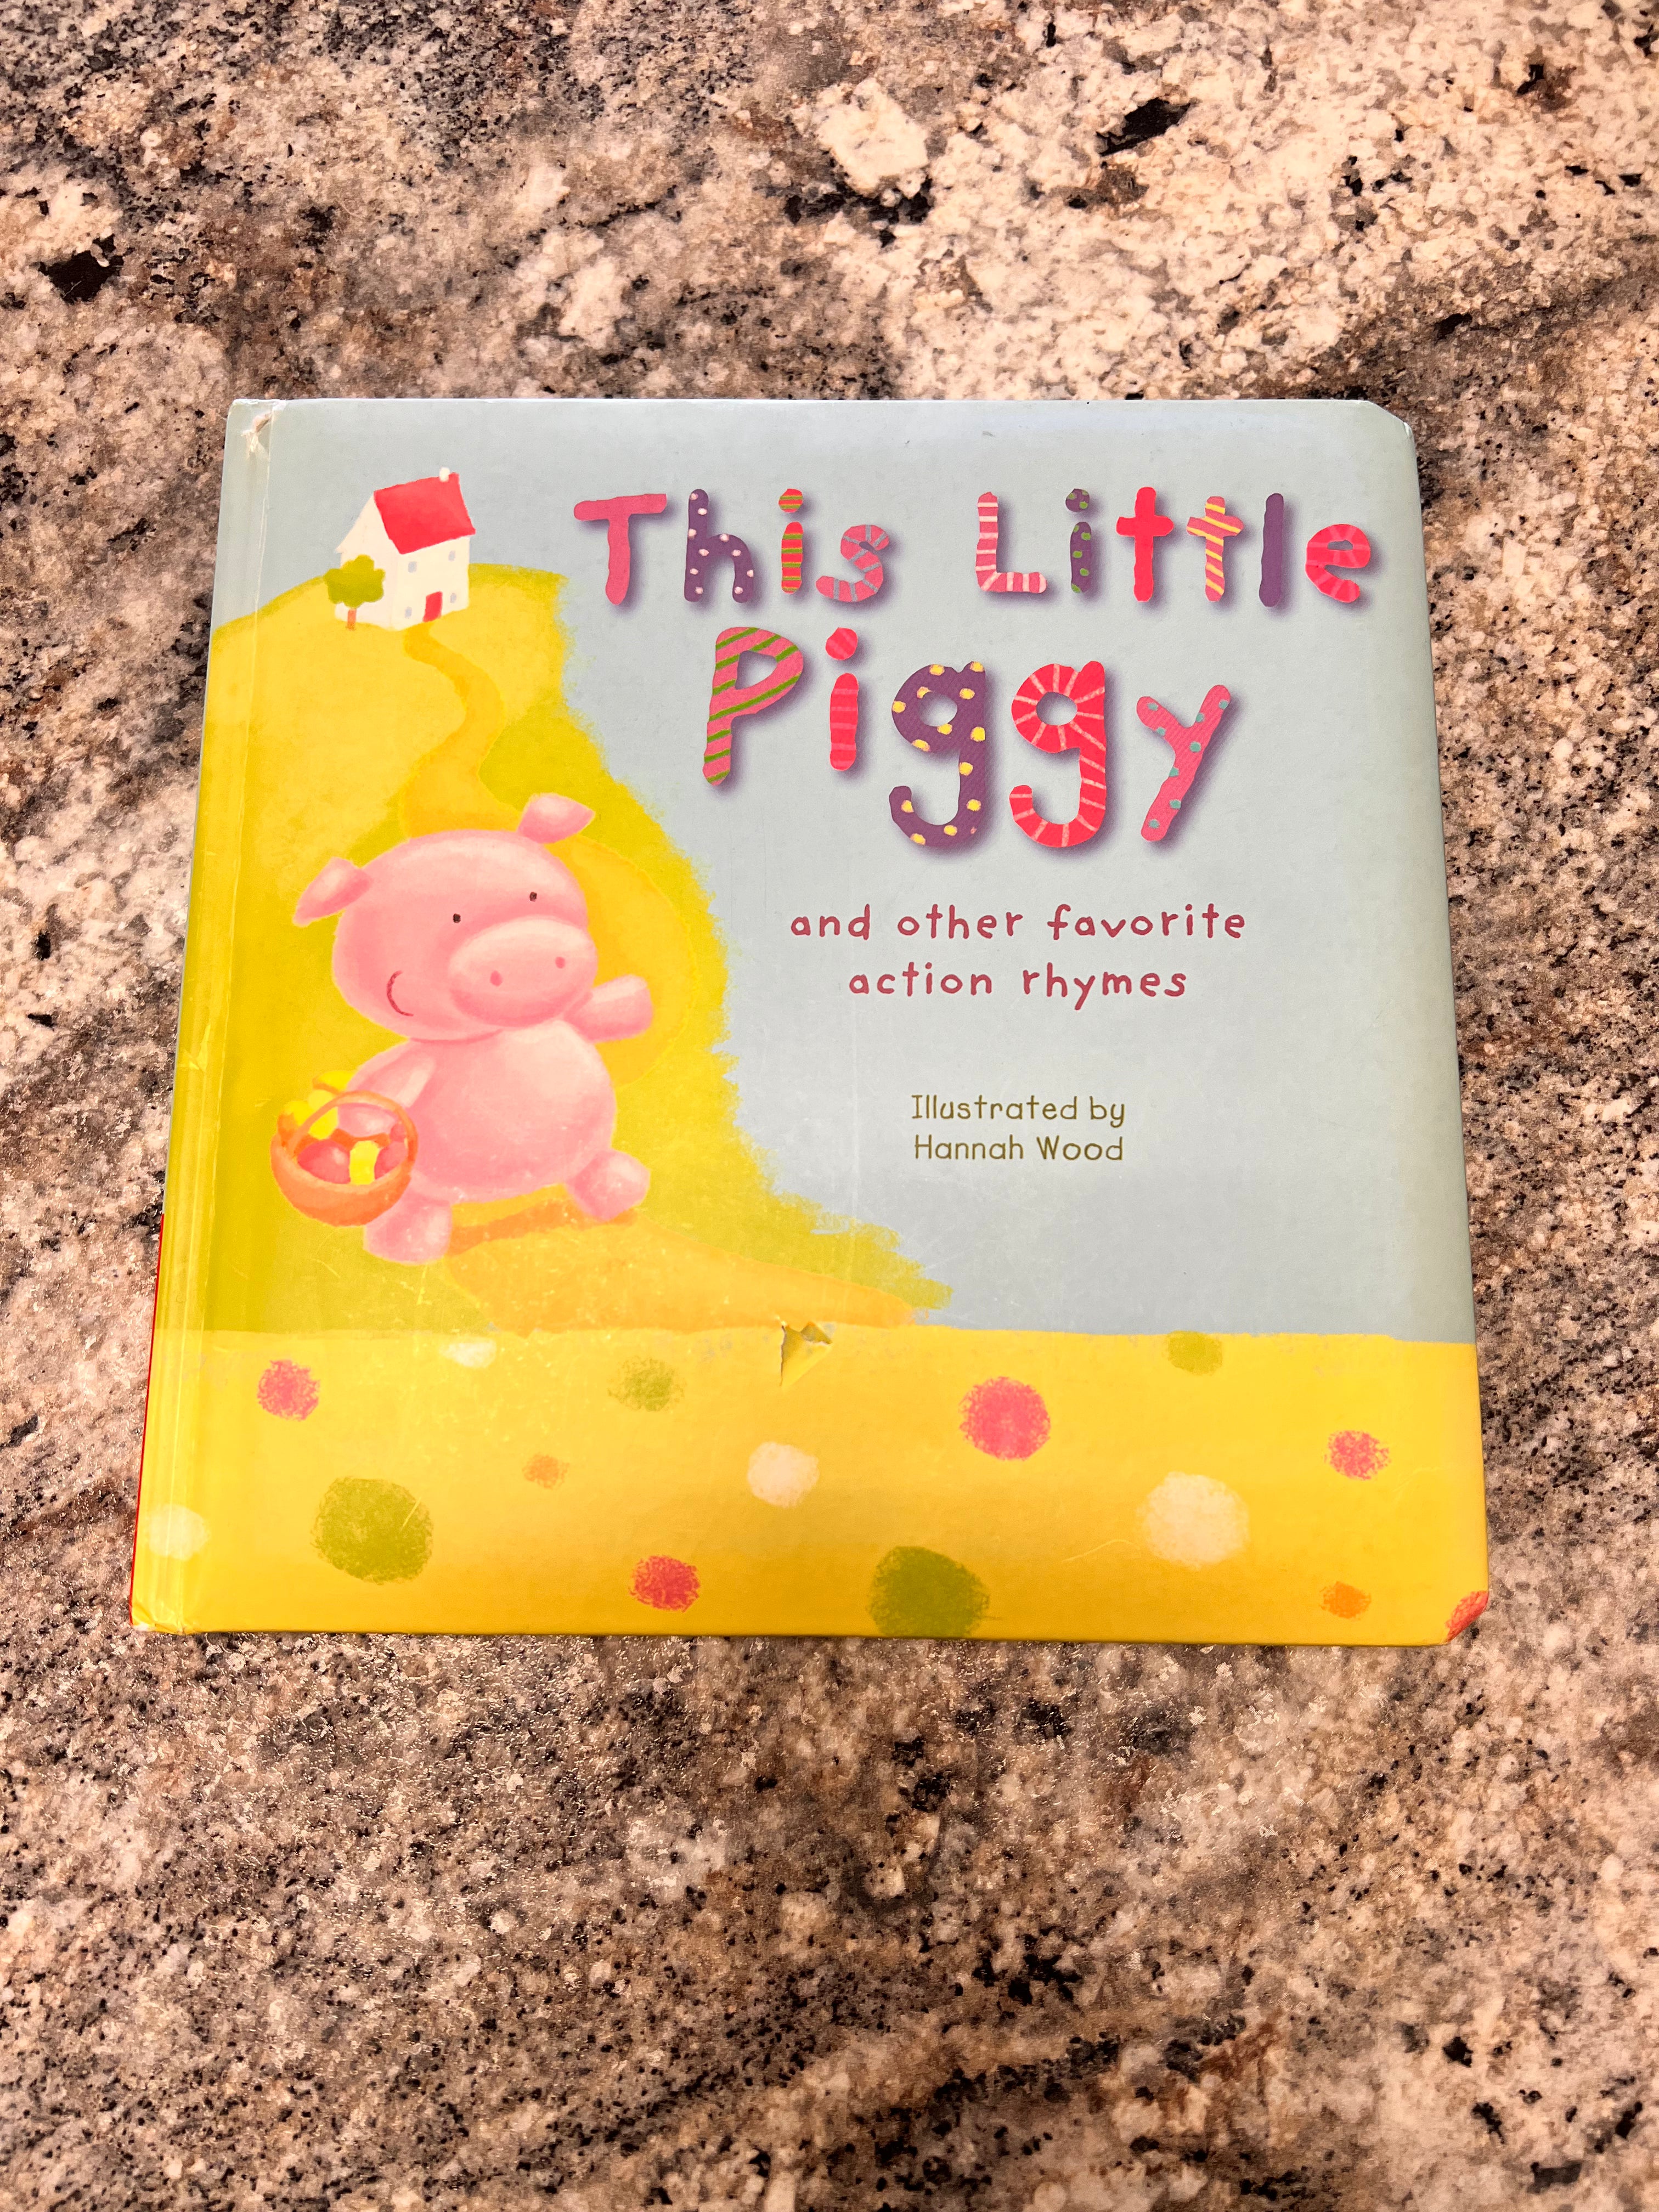 This Little
Piggy
and other favorite
action rhymes
Illustrated by
Hannah Wood